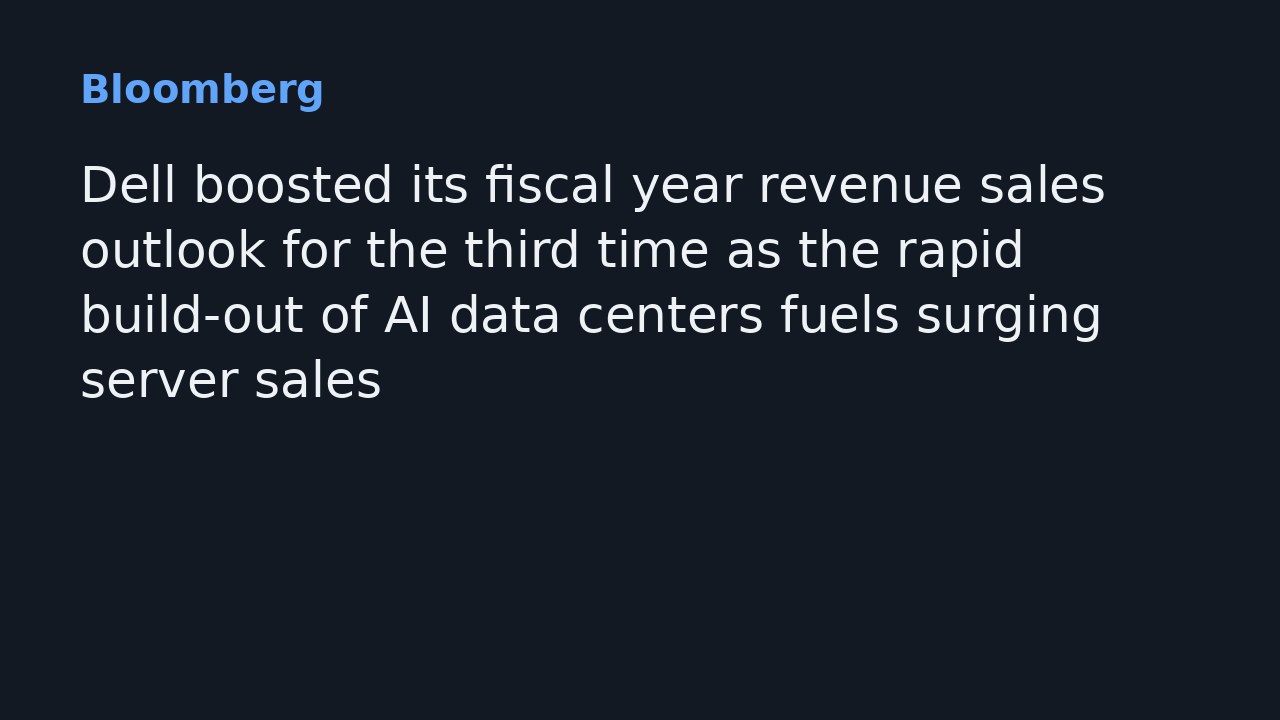 Bloomberg
Dell boosted its fiscal year revenue sales
outlook for the third time as the rapid
build-out of AI data centers fuels surging
server sales